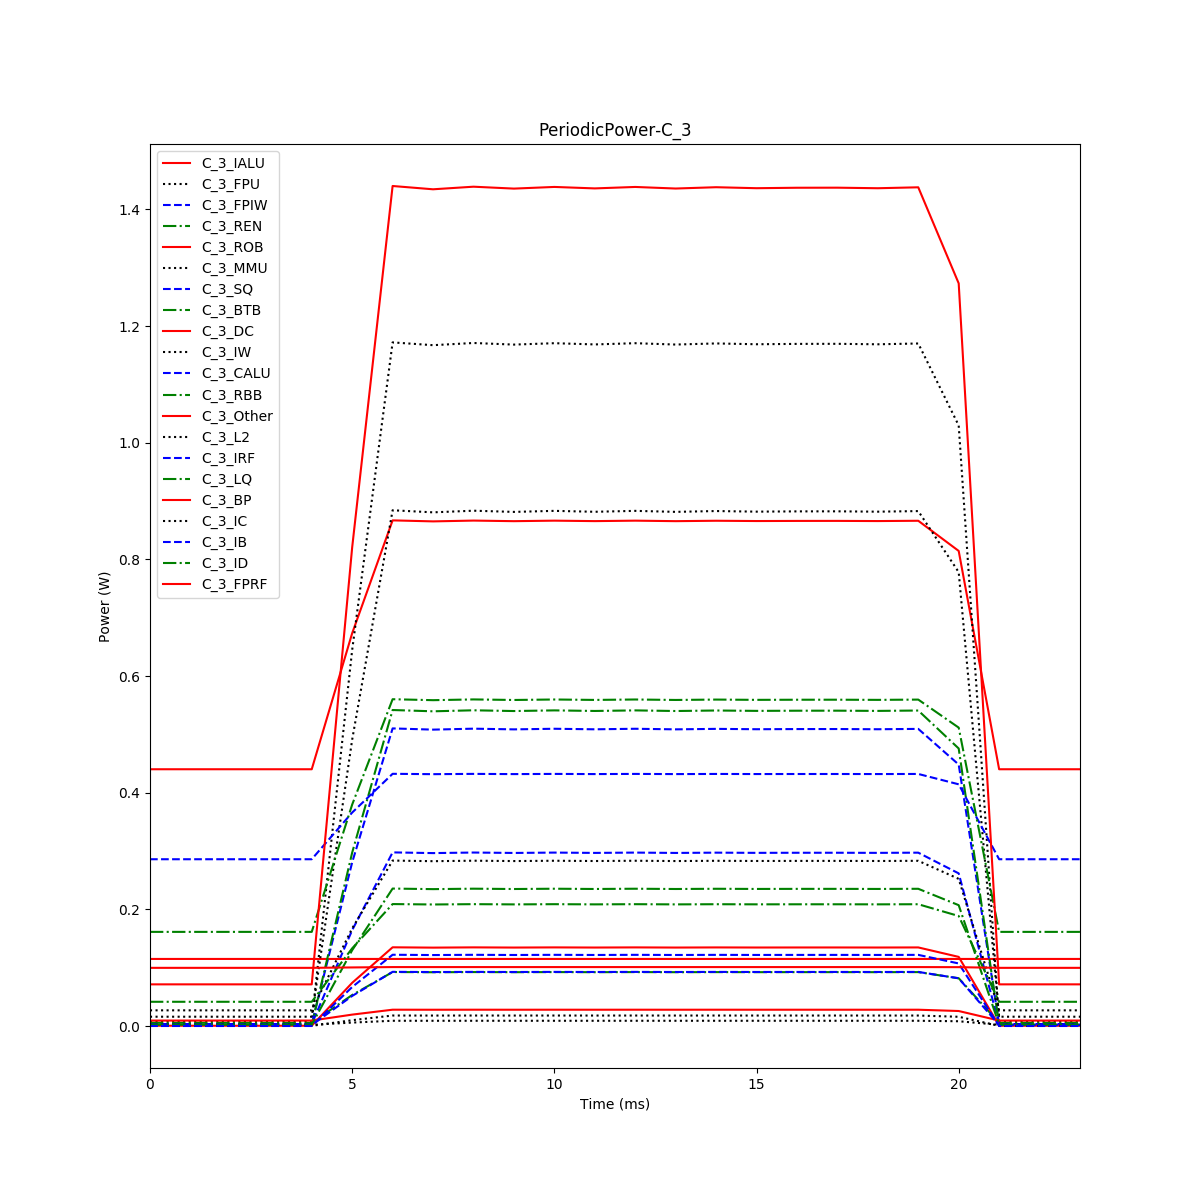 PeriodicPower-C_3
C_3_IALU
C_3_FPU
C_3_FPIW
C_3_REN
C_3_ROB
C_3_MMU
C_3_SQ
C_3_BTB
C_3_DC
C_3_IW
C_3_CALU
C_3_RBB
C_3_Other
C_3_L2
C_3_IRF
C_3_LQ
C_3_BP
C_3_IC
C_3_IB
C_3_ID
C_3_FPRF
1.4
1.2
1.0
0.8
0.6
0.4
0.2
0.0
Power (W)
0 5 10 15 20
Time (ms)